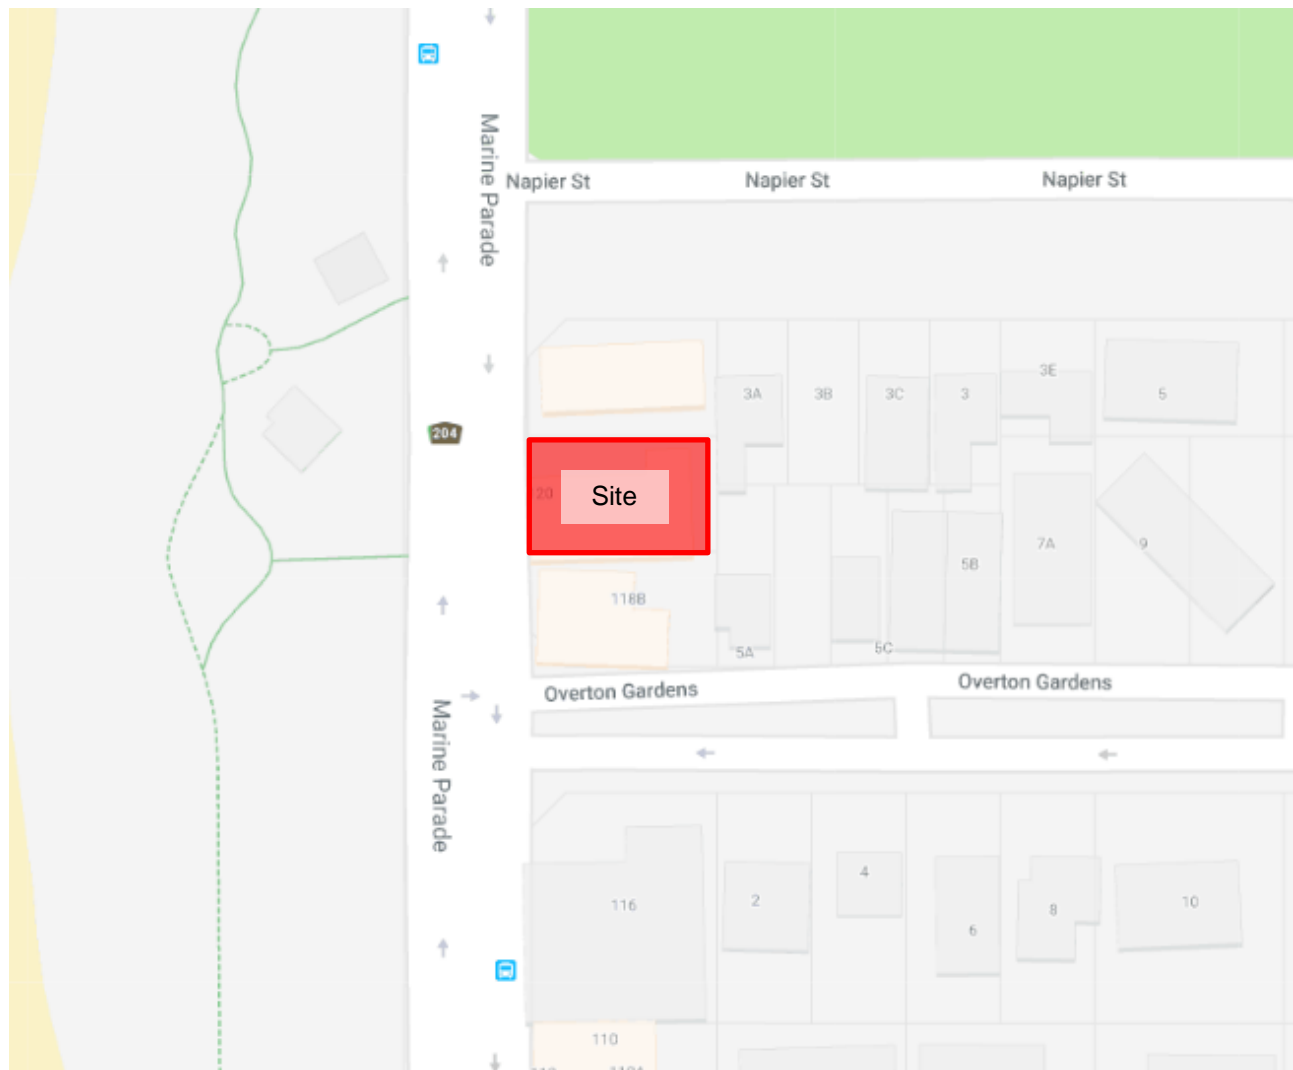 Marine Parade
Napier St
Napier St
Napier St
3A
3B
3C
3
3E
5
204
20
Site
7A
9
5B
118B
5A
5C
Overton Gardens
Overton Gardens
Marine Parade
116
2
4
6
8
10
110